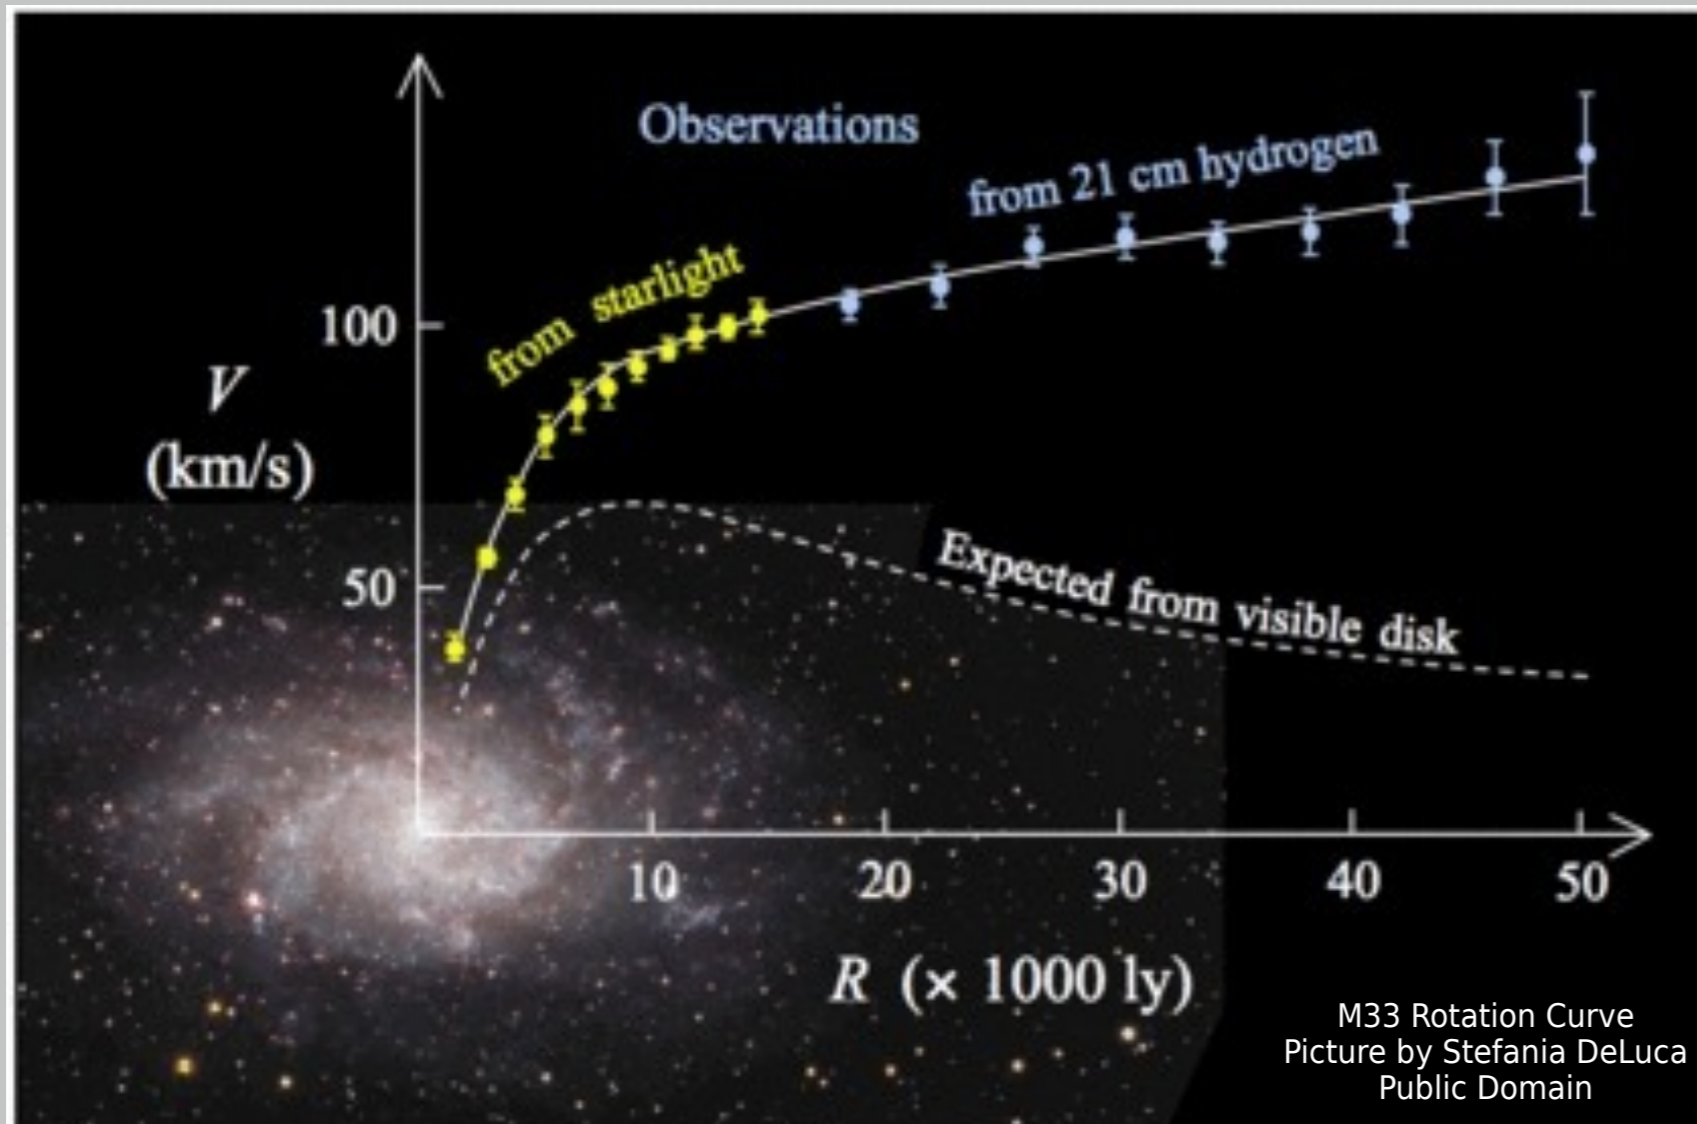 Observations
from 21 cm hydrogen
from starlight
100
V
(km/s)
50
Expected from visible disk
10 20 30 40 50
R (× 1000 ly)
M33 Rotation Curve
Picture by Stefania DeLuca
Public Domain